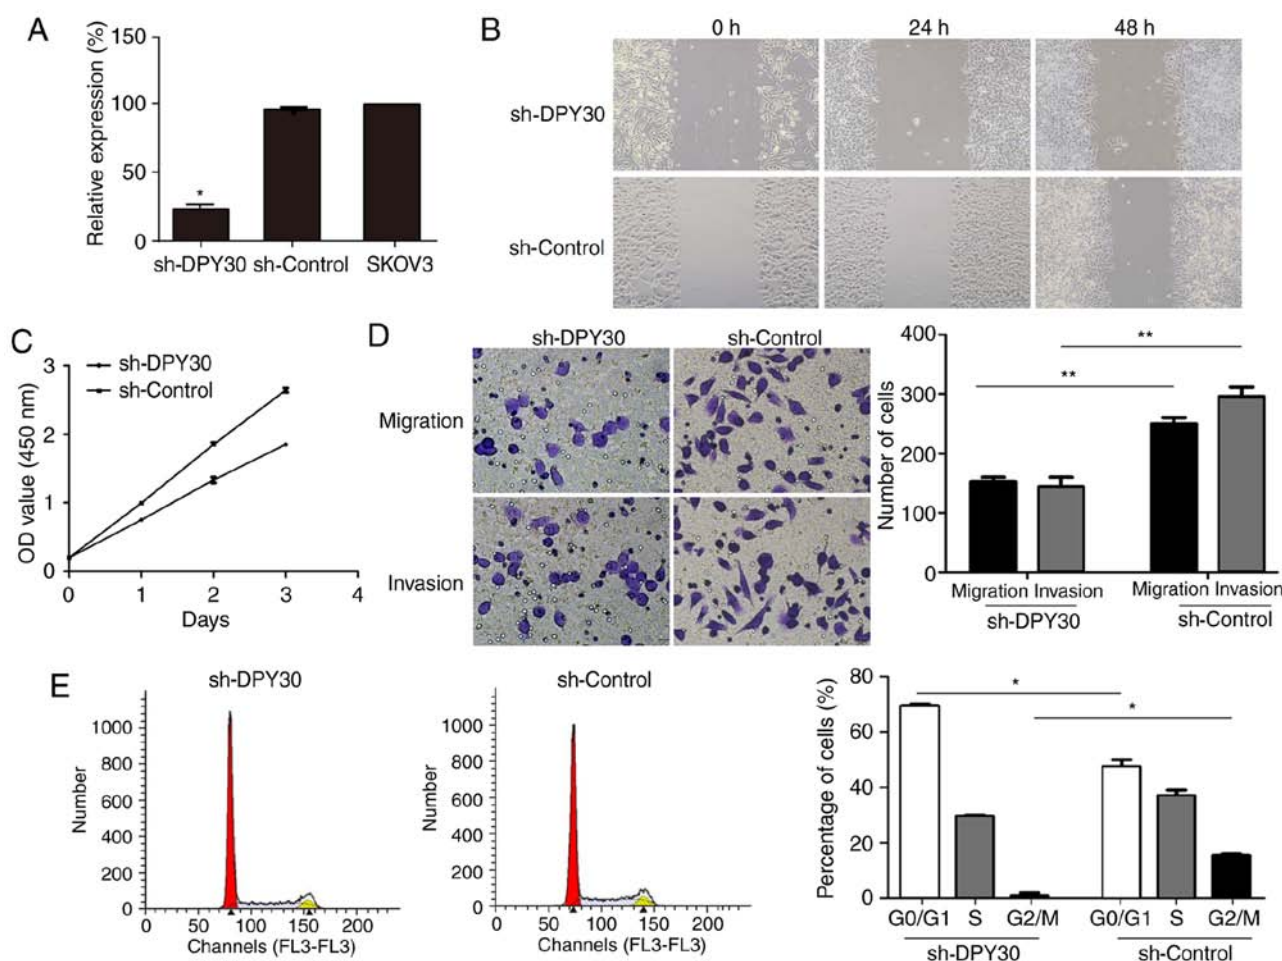 A
Relative expression (%)
150
100
50
0
*
sh-DPY30 sh-Control SKOV3
B
0 h 24 h 48 h
sh-DPY30
sh-Control
C
OD value (450 nm)
sh-DPY30
sh-Control
3
2
1
0
0 1 2 3 4
Days
D
sh-DPY30 sh-Control
Migration
Invasion
Number of cells
400
300
200
100
0
**
**
Migration Invasion Migration Invasion
sh-DPY30 sh-Control
E
sh-DPY30
Number
1000
800
600
400
200
0
0 50 100 150 200
Channels (FL3-FL3)
sh-Control
Number
1000
800
600
400
200
0
0 50 100 150 200
Channels (FL3-FL3)
Percentage of cells (%)
80
60
40
20
0
*
*
G0/G1 S G2/M G0/G1 S G2/M
sh-DPY30 sh-Control